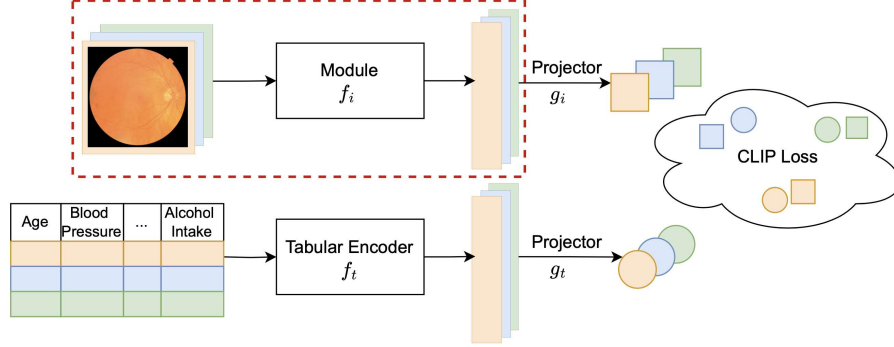 Module
f_i
Projector
g_i
CLIP Loss
Age
Blood
Pressure
...
Alcohol
Intake
Tabular Encoder
f_t
Projector
g_t